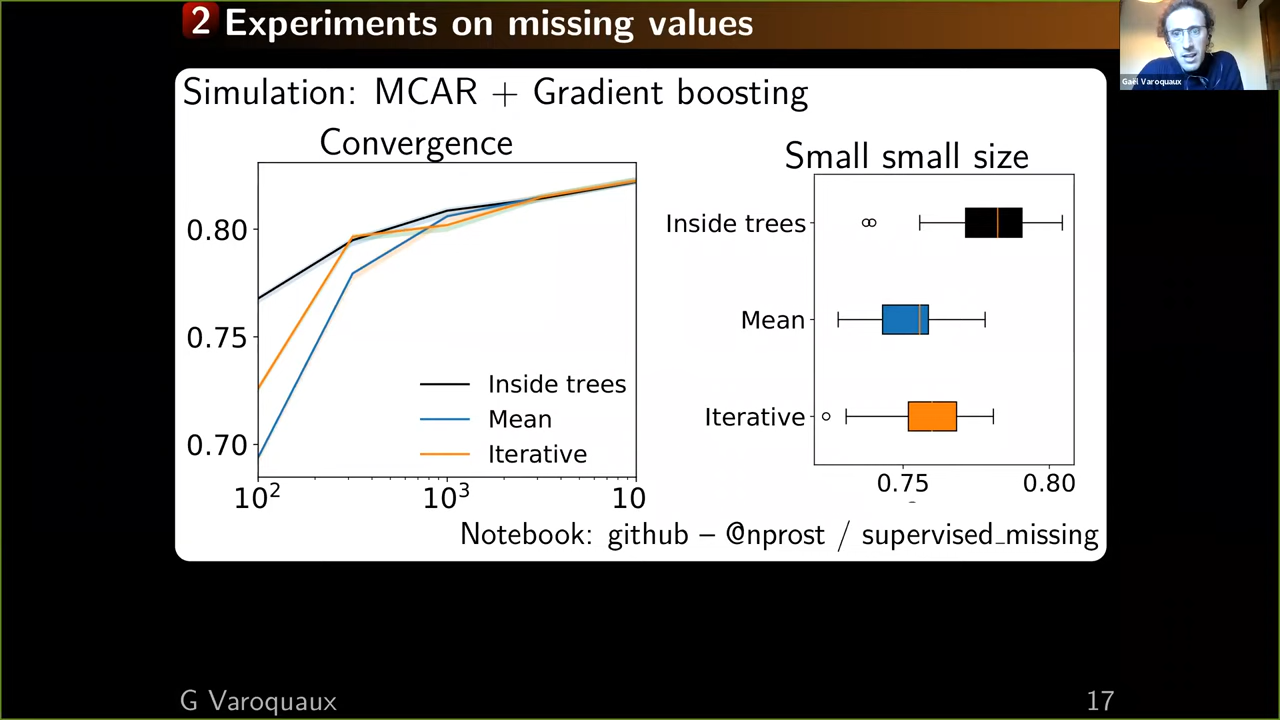 2 Experiments on missing values
Gaël Varoquaux
Simulation: MCAR + Gradient boosting
Convergence
0.80
0.75
0.70
10²
10³
10
Inside trees
Mean
Iterative
Small small size
Inside trees
Mean
Iterative
0.75
0.80
Notebook: github – @nprost / supervised_missing
G Varoquaux
17